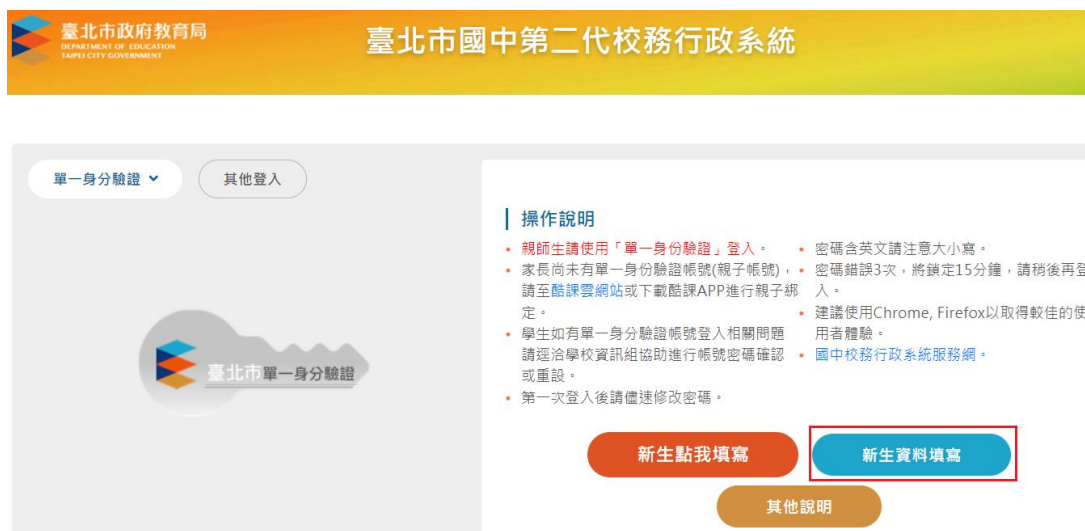 臺北市政府教育局
DEPARTMENT OF EDUCATION
TAIPEI CITY GOVERNMENT
臺北市國中第二代校務行政系統
單一身分驗證
其他登入
臺北市單一身分驗證
操作說明
親師生請使用「單一身份驗證」登入。
家長尚未有單一身份驗證帳號(親子帳號)，
請至酷課雲網站或下載酷課APP進行親子綁
定。
學生如有單一身分驗證帳號登入相關問題
請逕洽學校資訊組協助進行帳號密碼確認
或重設。
第一次登入後請儘速修改密碼。
密碼含英文請注意大小寫。
密碼錯誤3次，將鎖定15分鐘，請稍後再登
入。
建議使用Chrome, Firefox以取得較佳的使
用者體驗。
國中校務行政系統服務網。
新生點我填寫
新生資料填寫
其他說明